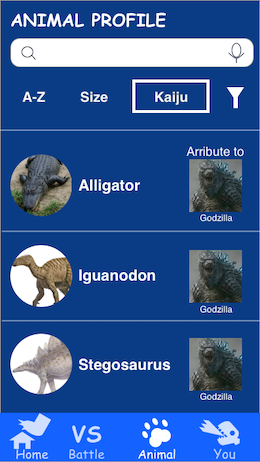 ANIMAL PROFILE
A-Z Size Kaiju
Arribute to
Alligator
Godzilla
Iguanodon
Godzilla
Stegosaurus
Godzilla
VS
Home Battle Animal You